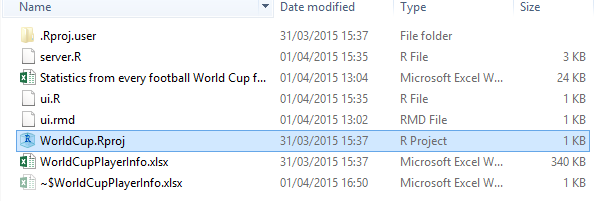 Name Date modified Type Size
.Rproj.user 31/03/2015 15:37 File folder
server.R 01/04/2015 15:35 R File 3 KB
Statistics from every football World Cup f... 01/04/2015 13:04 Microsoft Excel W... 24 KB
ui.R 01/04/2015 15:35 R File 1 KB
ui.rmd 01/04/2015 13:02 RMD File 1 KB
WorldCup.Rproj 31/03/2015 15:37 R Project 1 KB
WorldCupPlayerInfo.xlsx 31/03/2015 15:37 Microsoft Excel W... 340 KB
~$WorldCupPlayerInfo.xlsx 01/04/2015 16:50 Microsoft Excel W... 1 KB